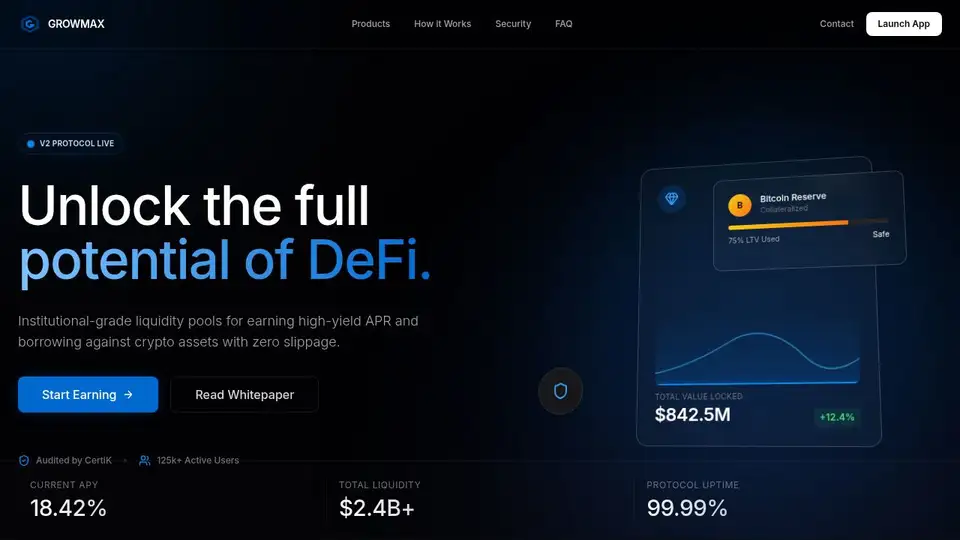 GROWMAX
Products
How it Works
Security
FAQ
Contact
Launch App
V2 PROTOCOL LIVE
Unlock the full
potential of DeFi.
Institutional-grade liquidity pools for earning high-yield APR and
borrowing against crypto assets with zero slippage.
Start Earning →
Read Whitepaper
Audited by CertiK
125k+ Active Users
B
Bitcoin Reserve
Collateralized
75% LTV Used
Safe
TOTAL VALUE LOCKED
$842.5M
+12.4%
CURRENT APY
18.42%
TOTAL LIQUIDITY
$2.4B+
PROTOCOL UPTIME
99.99%